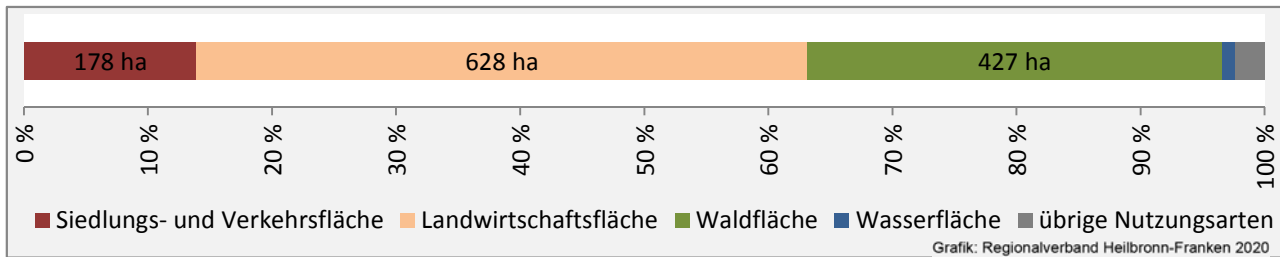 178 ha 628 ha 427 ha
0 % 10 % 20 % 30 % 40 % 50 % 60 % 70 % 80 % 90 % 100 %
Siedlungs- und Verkehrsfläche Landwirtschaftsfläche Waldfläche Wasserfläche übrige Nutzungsarten
Grafik: Regionalverband Heilbronn-Franken 2020